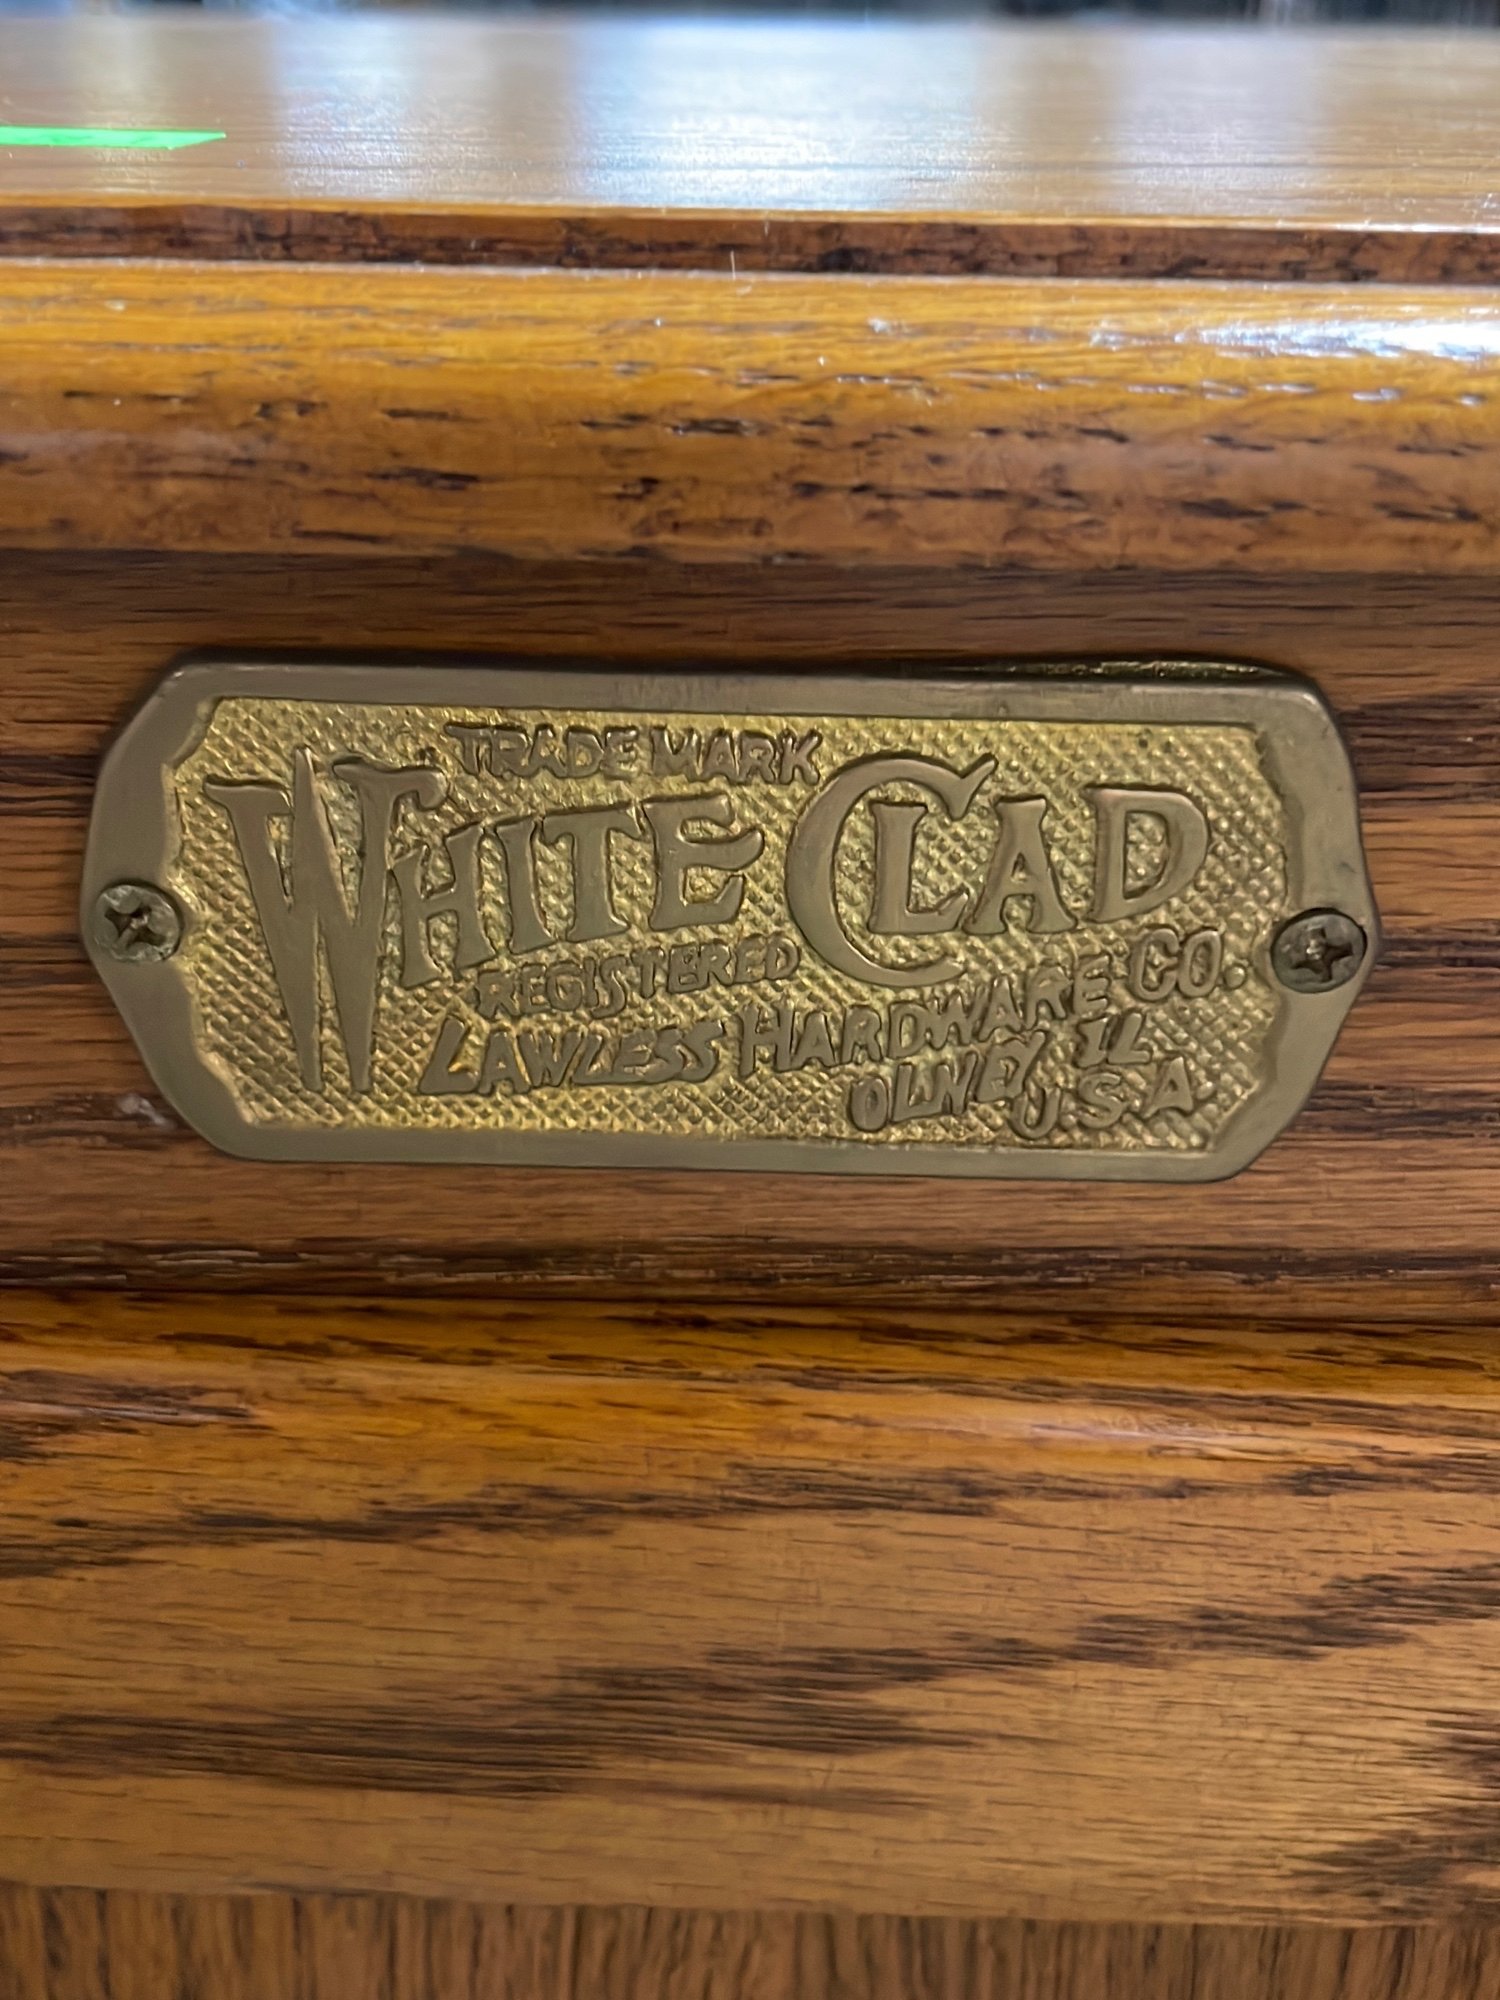 TRADE MARK
WHITE CLAD
REGISTERED
LAWLESS HARDWARE CO.
OLNEY IL
U.S.A.